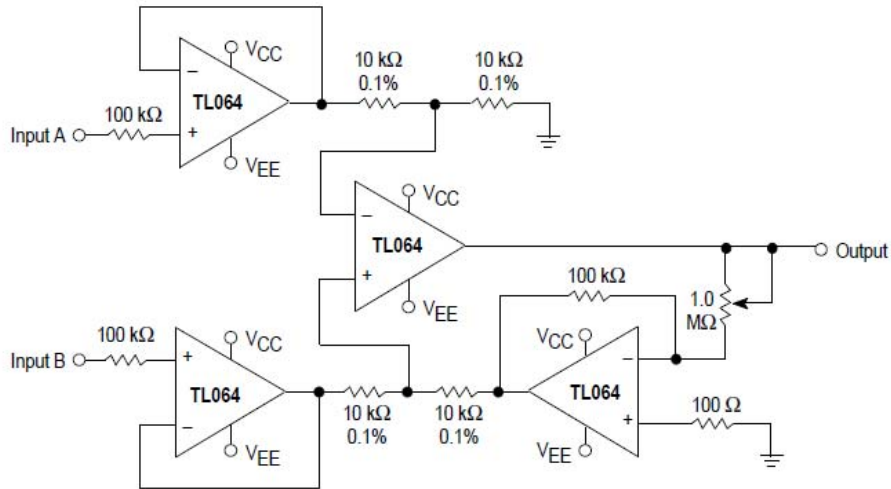 VCC
10 kΩ
0.1%
10 kΩ
0.1%
−
TL064
100 kΩ
Input A
+
VEE
VCC
−
TL064
Output
+
100 kΩ
1.0
MΩ
VEE
100 kΩ
VCC
VCC
Input B
+
−
TL064
TL064
−
10 kΩ
0.1%
10 kΩ
0.1%
+
100 Ω
VEE
VEE